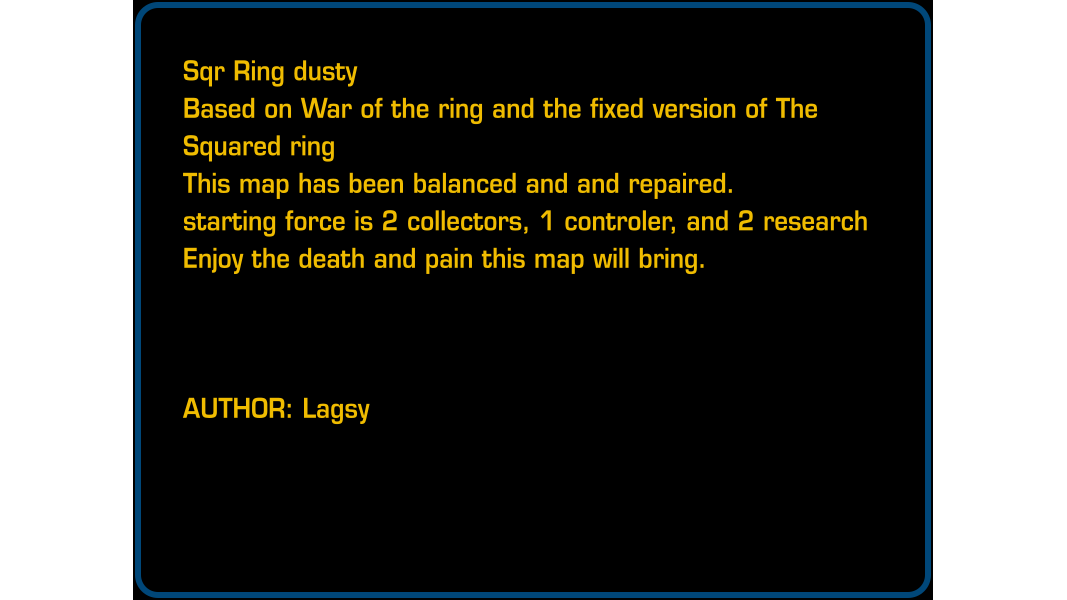 Sqr Ring dusty
Based on War of the ring and the fixed version of The
Squared ring
This map has been balanced and and repaired.
starting force is 2 collectors, 1 controler, and 2 research
Enjoy the death and pain this map will bring.
AUTHOR: Lagsy